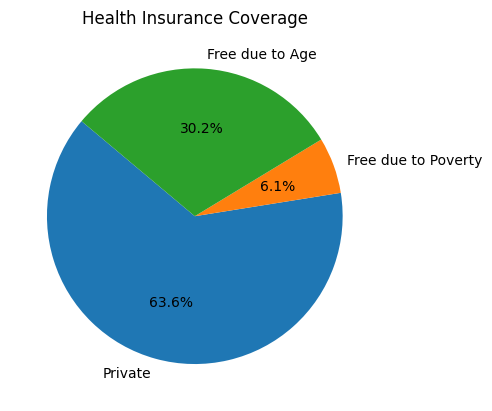 Health Insurance Coverage
Free due to Age
30.2%
Free due to Poverty
6.1%
63.6%
Private